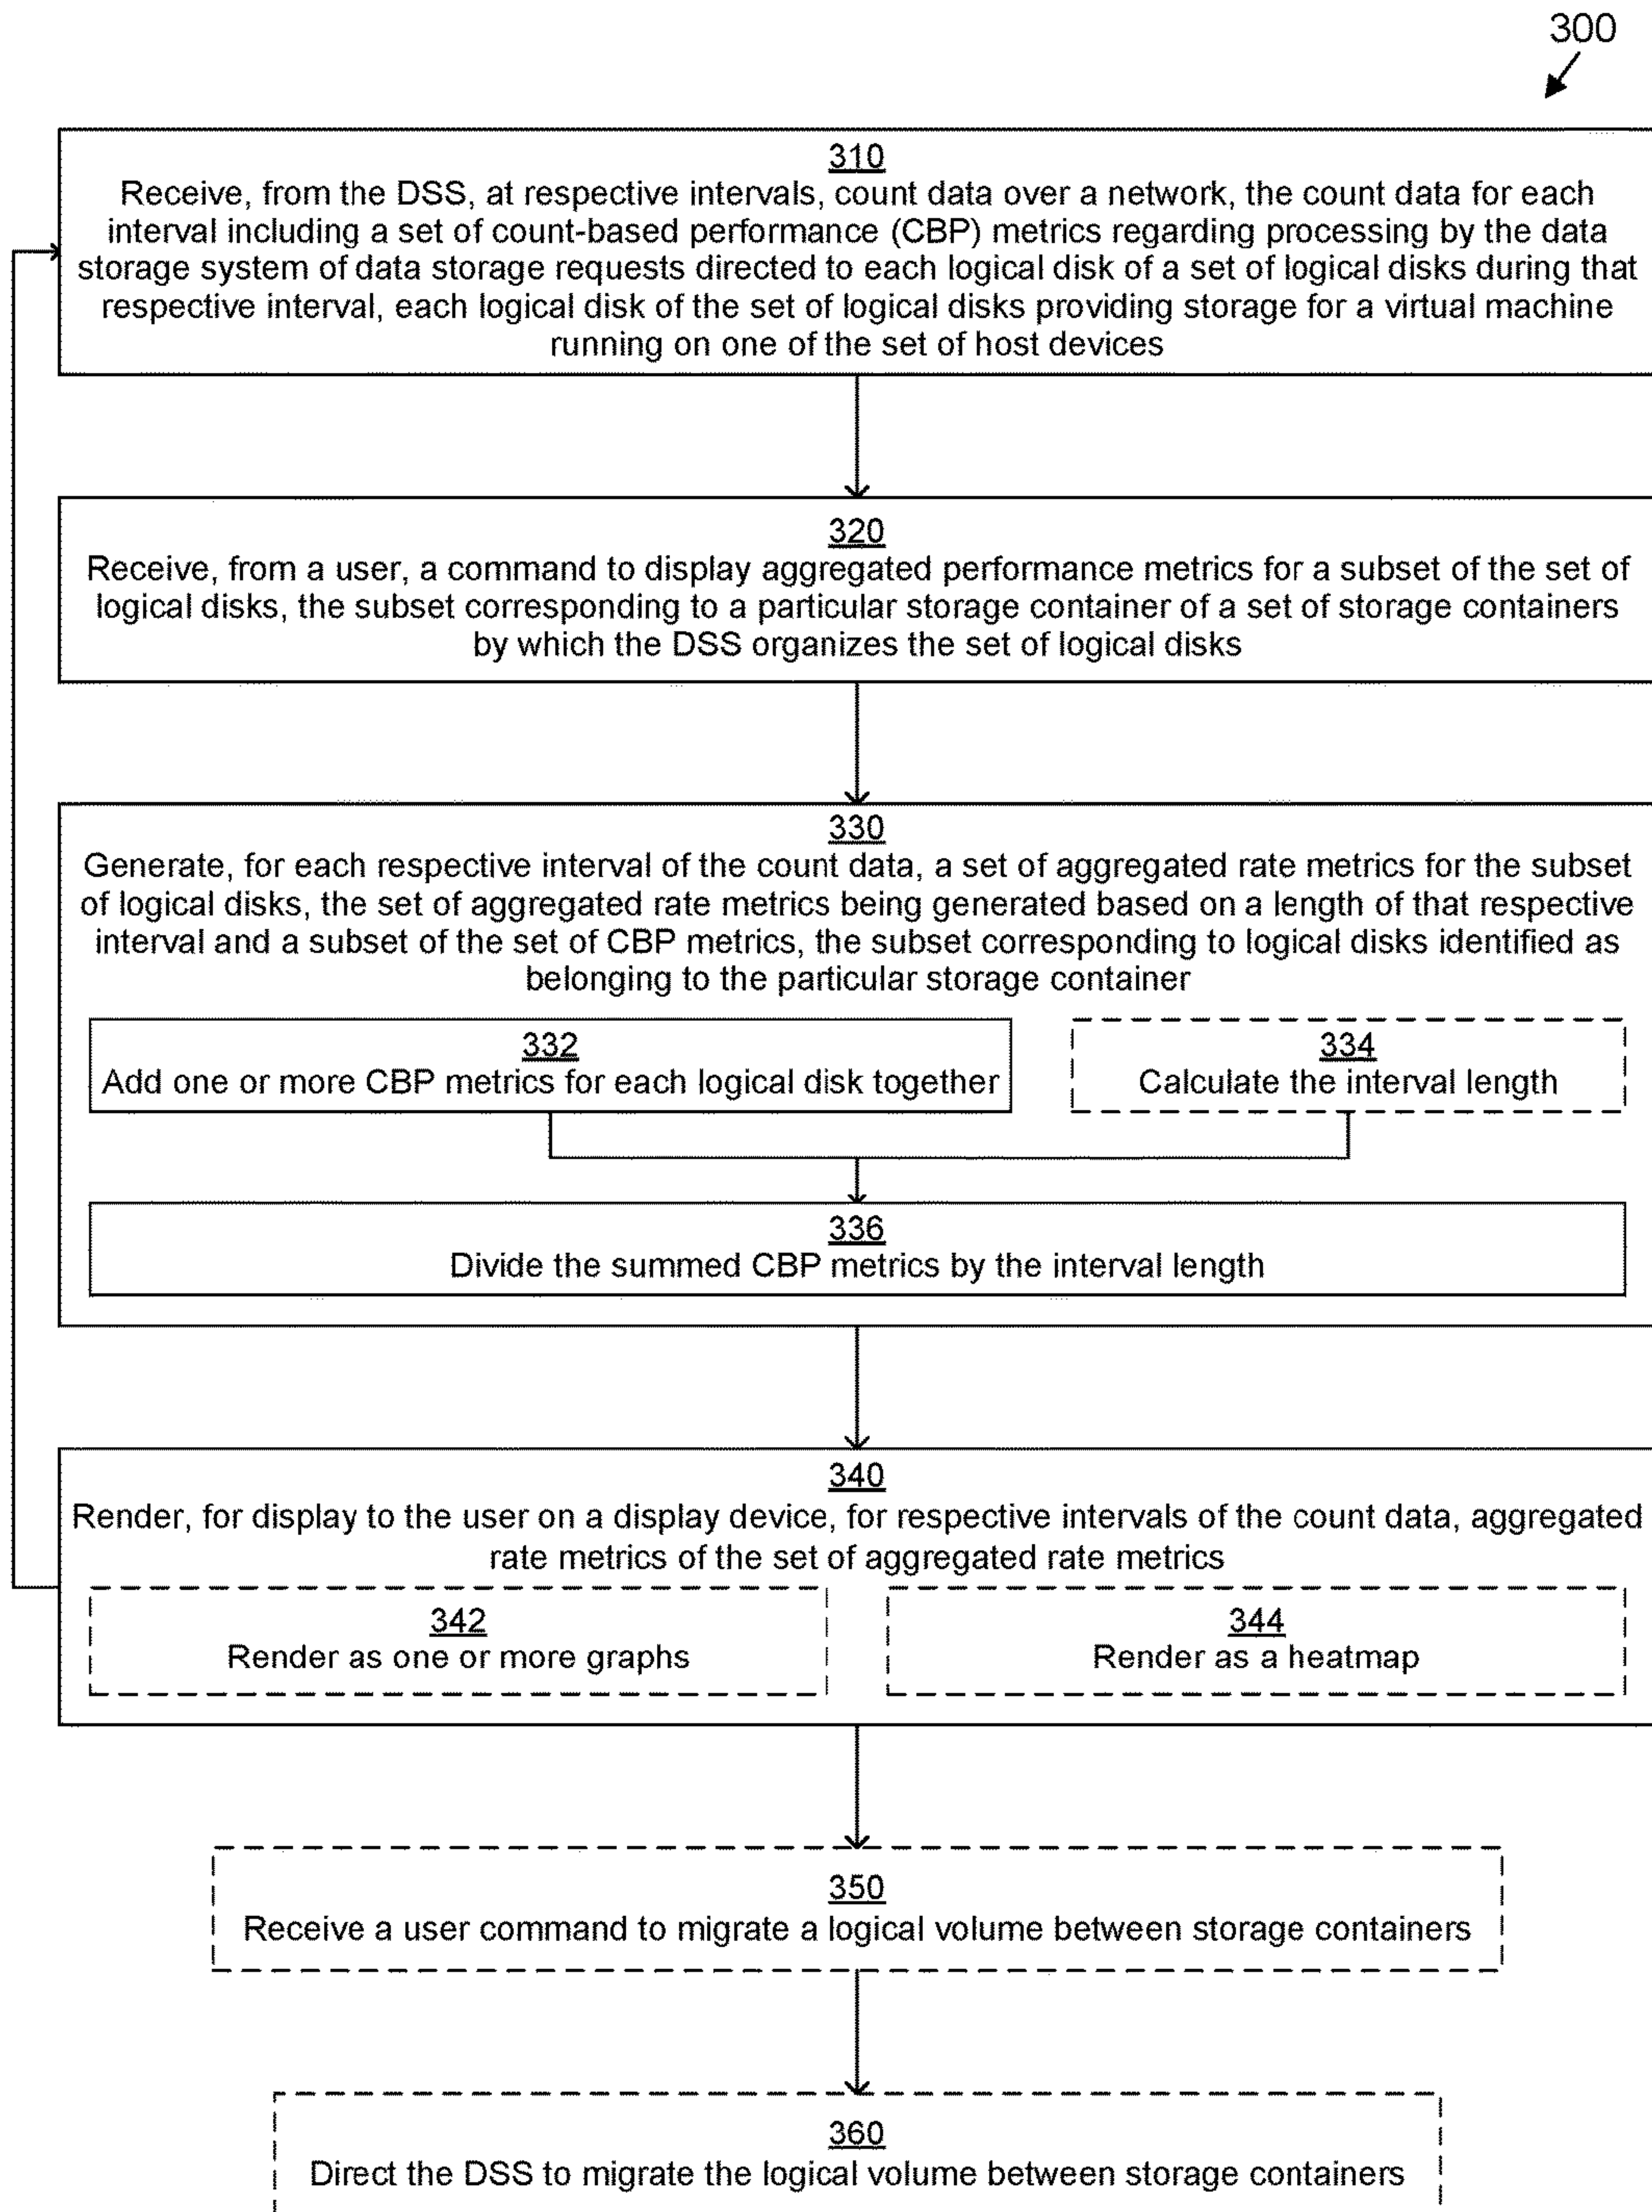 300
310
Receive, from the DSS, at respective intervals, count data over a network, the count data for each
interval including a set of count-based performance (CBP) metrics regarding processing by the data
storage system of data storage requests directed to each logical disk of a set of logical disks during that
respective interval, each logical disk of the set of logical disks providing storage for a virtual machine
running on one of the set of host devices
320
Receive, from a user, a command to display aggregated performance metrics for a subset of the set of
logical disks, the subset corresponding to a particular storage container of a set of storage containers
by which the DSS organizes the set of logical disks
330
Generate, for each respective interval of the count data, a set of aggregated rate metrics for the subset
of logical disks, the set of aggregated rate metrics being generated based on a length of that respective
interval and a subset of the set of CBP metrics, the subset corresponding to logical disks identified as
belonging to the particular storage container
332
Add one or more CBP metrics for each logical disk together
334
Calculate the interval length
336
Divide the summed CBP metrics by the interval length
340
Render, for display to the user on a display device, for respective intervals of the count data, aggregated
rate metrics of the set of aggregated rate metrics
342
Render as one or more graphs
344
Render as a heatmap
350
Receive a user command to migrate a logical volume between storage containers
360
Direct the DSS to migrate the logical volume between storage containers